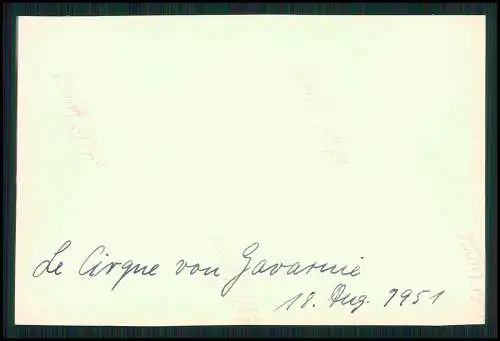 Le Cirque von Gavarnie
18. Aug. 1951